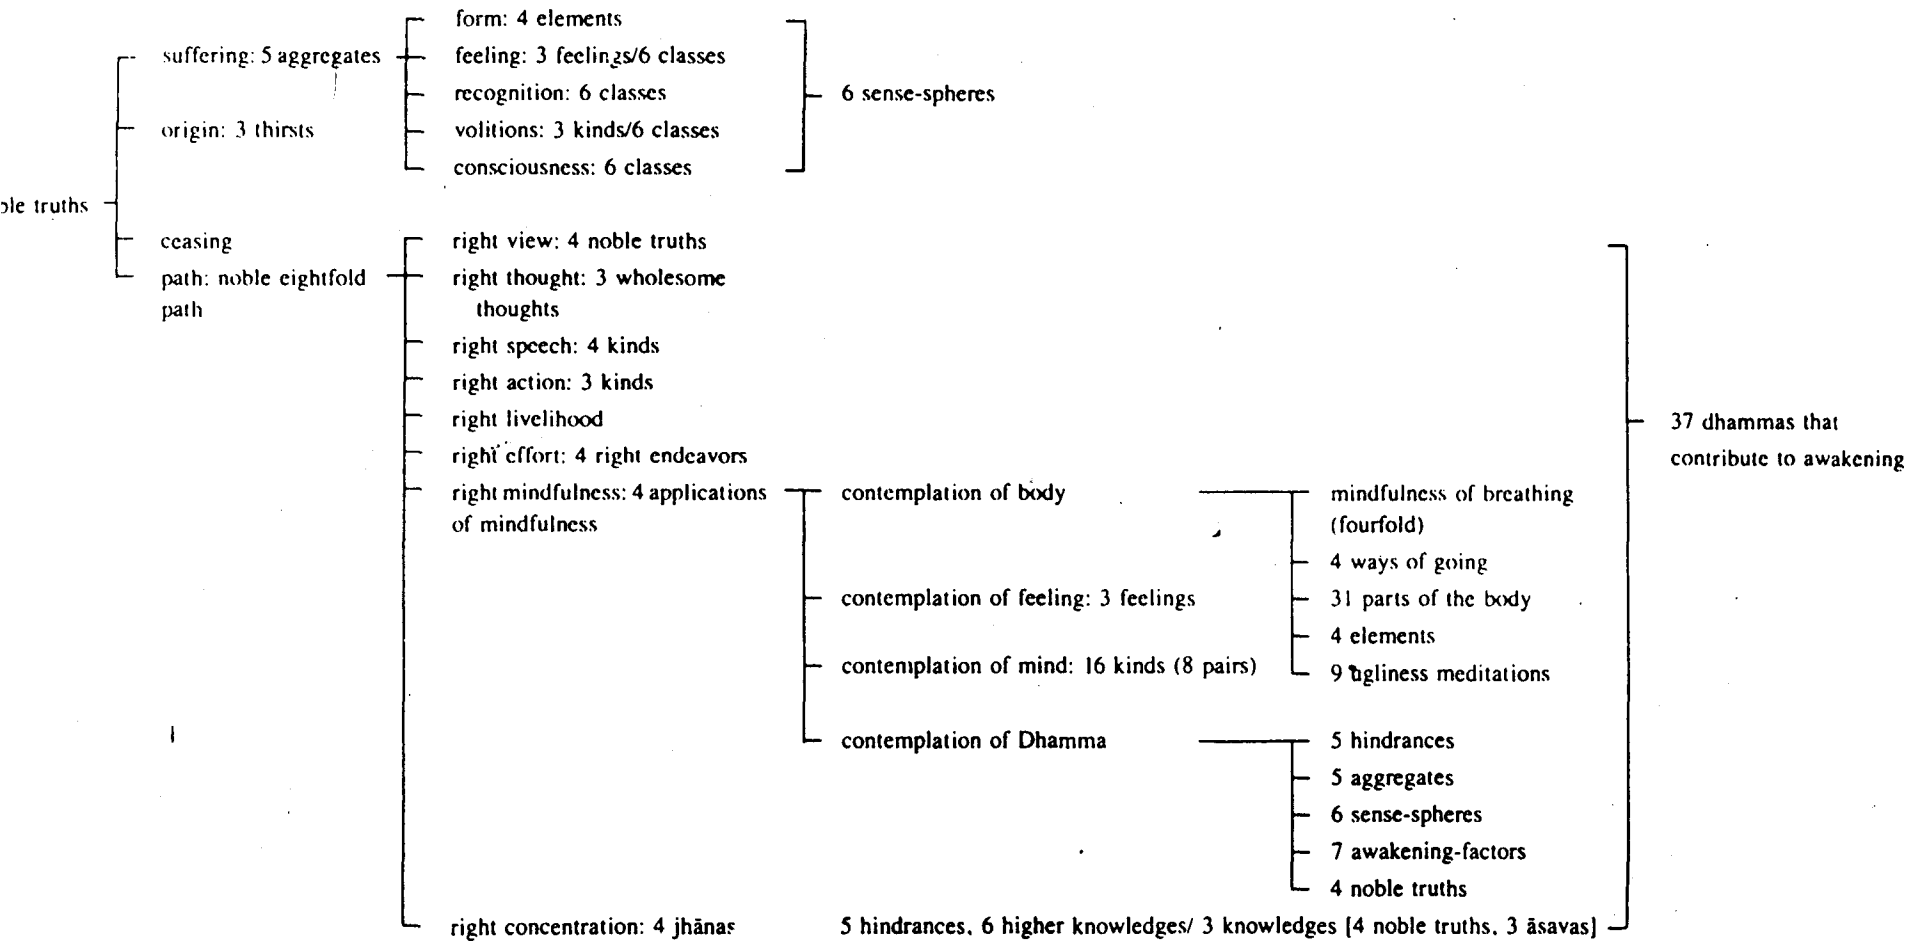 form: 4 elements
suffering: 5 aggregates
feeling: 3 feelings/6 classes
recognition: 6 classes
6 sense-spheres
origin: 3 thirsts
volitions: 3 kinds/6 classes
consciousness: 6 classes
truths
ceasing
right view: 4 noble truths
path: noble eightfold
path
right thought: 3 wholesome
thoughts
right speech: 4 kinds
right action: 3 kinds
right livelihood
right effort: 4 right endeavors
37 dhammas that
contribute to awakening
right mindfulness: 4 applications
of mindfulness
contemplation of body
mindfulness of breathing
(fourfold)
4 ways of going
contemplation of feeling: 3 feelings
31 parts of the body
4 elements
contemplation of mind: 16 kinds (8 pairs)
9 ugliness meditations
contemplation of Dhamma
5 hindrances
5 aggregates
6 sense-spheres
7 awakening-factors
4 noble truths
right concentration: 4 jhānas
5 hindrances, 6 higher knowledges/ 3 knowledges [4 noble truths, 3 āsavas]